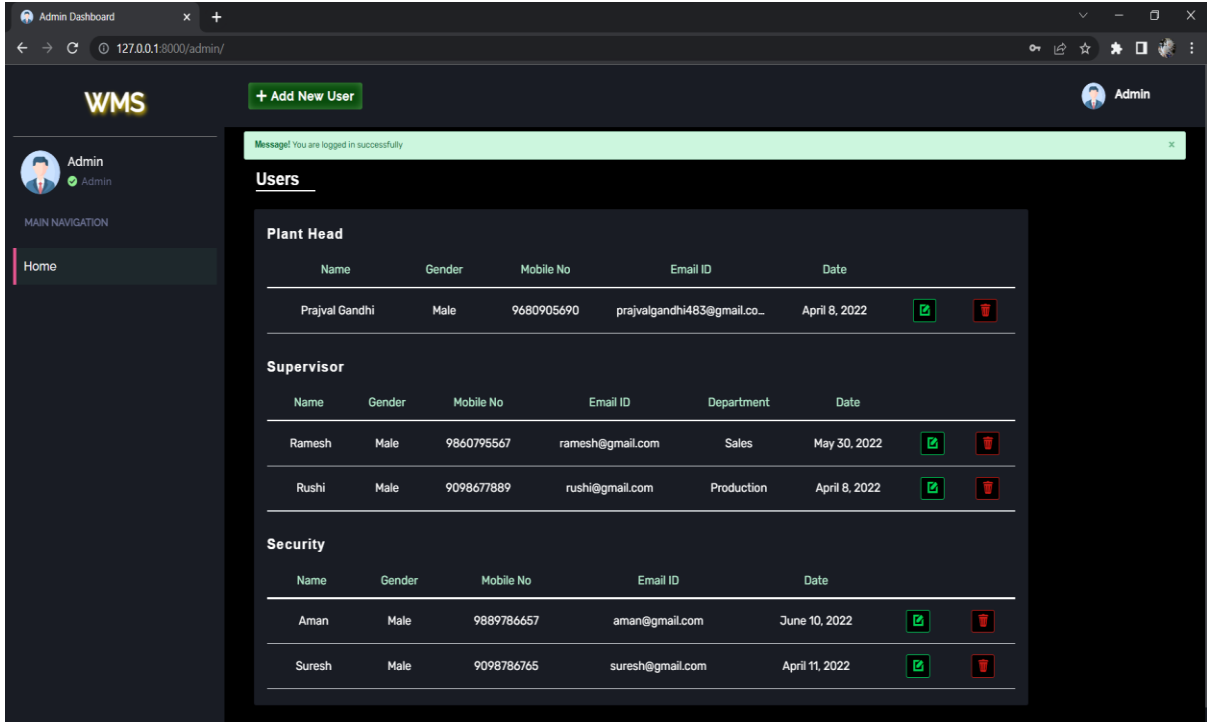 Admin Dashboard
127.0.0.1:8000/admin/
WMS
+ Add New User
Admin
Admin
Admin
MAIN NAVIGATION
Home
Message! You are logged in successfully x
Users
Plant Head
Name Gender Mobile No Email ID Date
Prajval Gandhi Male 9680905690 prajvalgandhi483@gmail.co... April 8, 2022
Supervisor
Name Gender Mobile No Email ID Department Date
Ramesh Male 9860795567 ramesh@gmail.com Sales May 30, 2022
Rushi Male 9098677889 rushi@gmail.com Production April 8, 2022
Security
Name Gender Mobile No Email ID Date
Aman Male 9889786657 aman@gmail.com June 10, 2022
Suresh Male 9098786765 suresh@gmail.com April 11, 2022